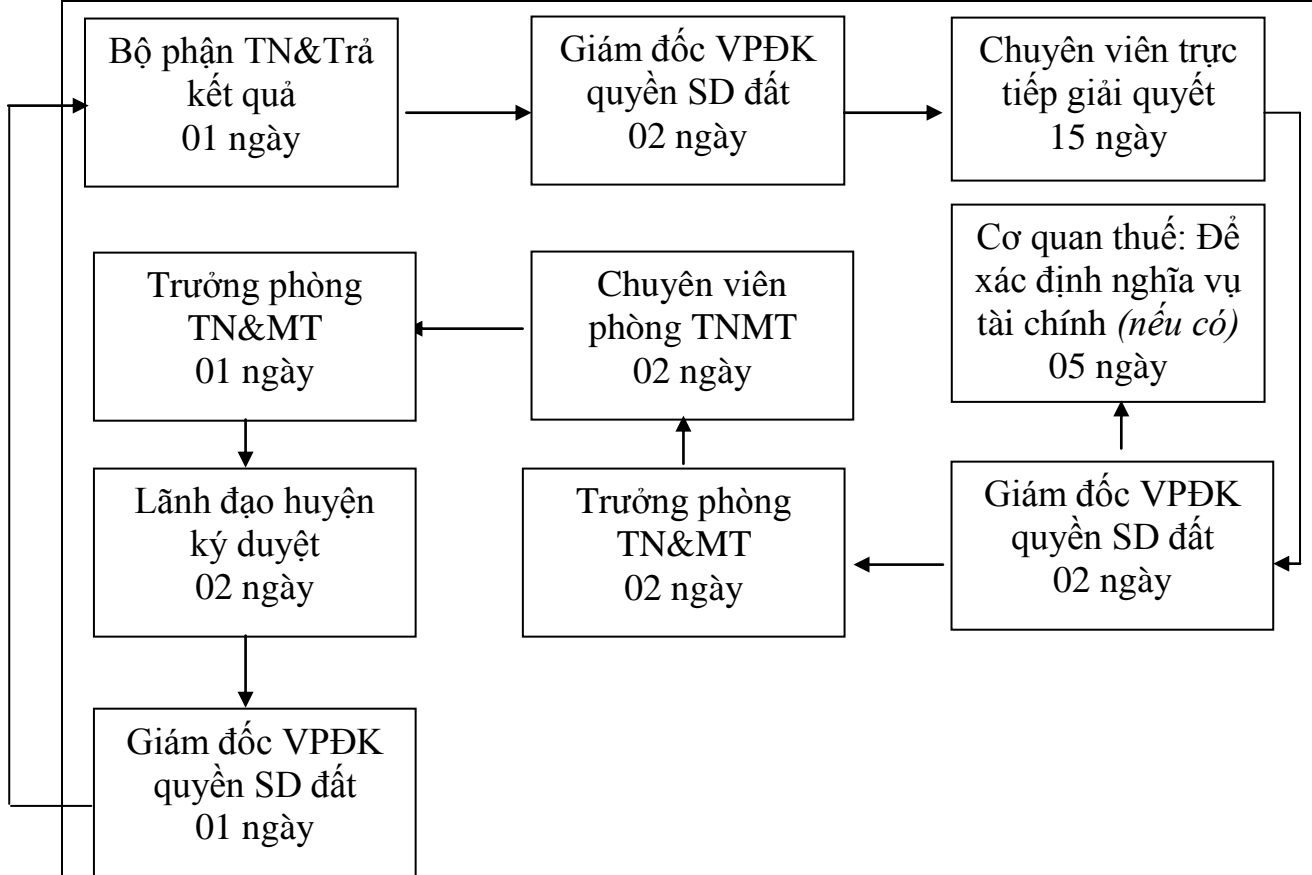 Bộ phận TN&Trả
kết quả
01 ngày
Giám đốc VPĐK
quyền SD đất
02 ngày
Chuyên viên trực
tiếp giải quyết
15 ngày
Trưởng phòng
TN&MT
01 ngày
Chuyên viên
phòng TNMT
02 ngày
Cơ quan thuế: Để
xác định nghĩa vụ
tài chính (nếu có)
05 ngày
Lãnh đạo huyện
ký duyệt
02 ngày
Trưởng phòng
TN&MT
02 ngày
Giám đốc VPĐK
quyền SD đất
02 ngày
Giám đốc VPĐK
quyền SD đất
01 ngày